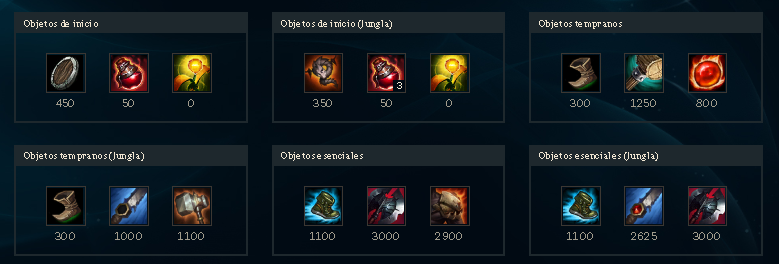 Objetos de inicio
Objetos de inicio (Jungla)
Objetos tempranos
450 50 0
3
350 50 0
300 1250 800
Objetos tempranos (Jungla)
Objetos esenciales
Objetos esenciales (Jungla)
300 1000 1100
1100 3000 2900
1100 2625 3000